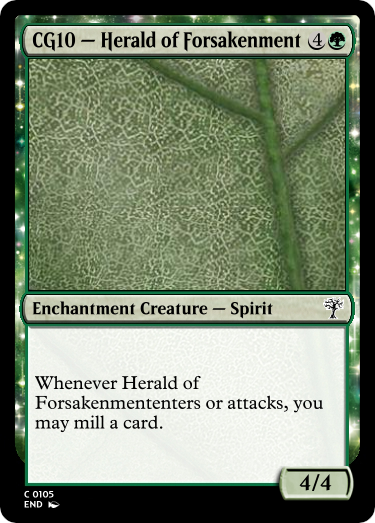 CG10 — Herald of Forsakenment 4
Enchantment Creature — Spirit
Whenever Herald of
Forsakenmententers or attacks, you
may mill a card.
4/4
C 0105
END